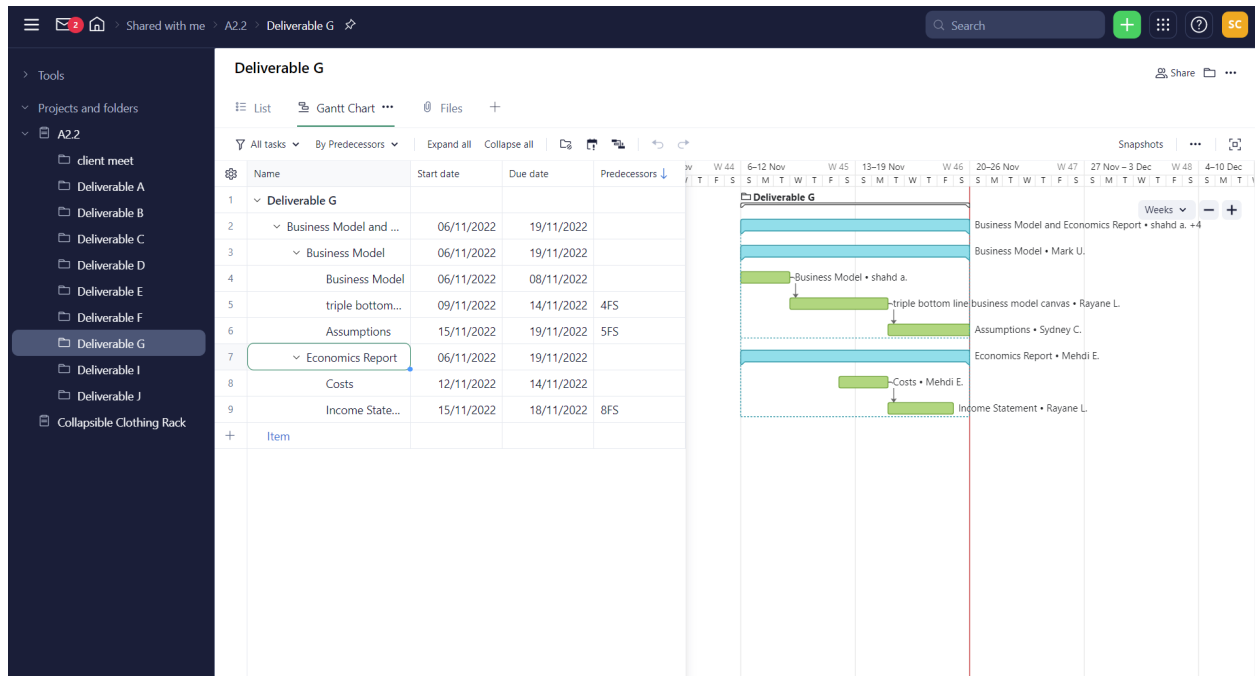 2 Shared with me A2.2 Deliverable G Search SC
Tools
Projects and folders
A2.2
client meet
Deliverable A
Deliverable B
Deliverable C
Deliverable D
Deliverable E
Deliverable F
Deliverable G
Deliverable I
Deliverable J
Collapsible Clothing Rack
Deliverable G
Share
List Gantt Chart Files
All tasks By Predecessors Expand all Collapse all Snapshots
Name Start date Due date Predecessors
W 44 6–12 Nov W 45 13–19 Nov W 46 20–26 Nov W 47 27 Nov – 3 Dec W 48 4–10 Dec
T F S S M T W T F S S M T W T F S S M T W T F S S M T W T F S S M T
Weeks
1 Deliverable G
2 Business Model and ... 06/11/2022 19/11/2022
3 Business Model 06/11/2022 19/11/2022
4 Business Model 06/11/2022 08/11/2022
5 triple bottom... 09/11/2022 14/11/2022 4FS
6 Assumptions 15/11/2022 19/11/2022 5FS
7 Economics Report 06/11/2022 19/11/2022
8 Costs 12/11/2022 14/11/2022
9 Income State... 15/11/2022 18/11/2022 8FS
Item
Deliverable G
Business Model and Economics Report • shahd a. +4
Business Model • Mark U.
Business Model • shahd a.
triple bottom line business model canvas • Rayane L.
Assumptions • Sydney C.
Economics Report • Mehdi E.
Costs • Mehdi E.
Income Statement • Rayane L.